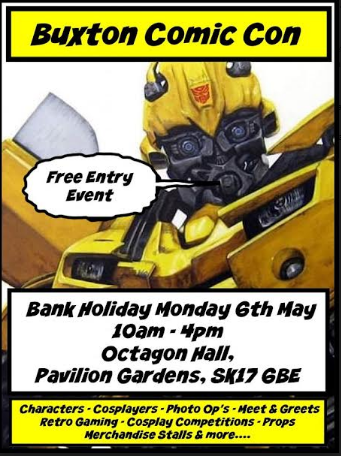 Buxton Comic Con
Free Entry
Event
Bank Holiday Monday 6th May
10am - 4pm
Octagon Hall,
Pavilion Gardens, SK17 6BE
Characters - Cosplayers - Photo Op's - Meet & Greets
Retro Gaming - Cosplay Competitions - Props
Merchandise Stalls & more....